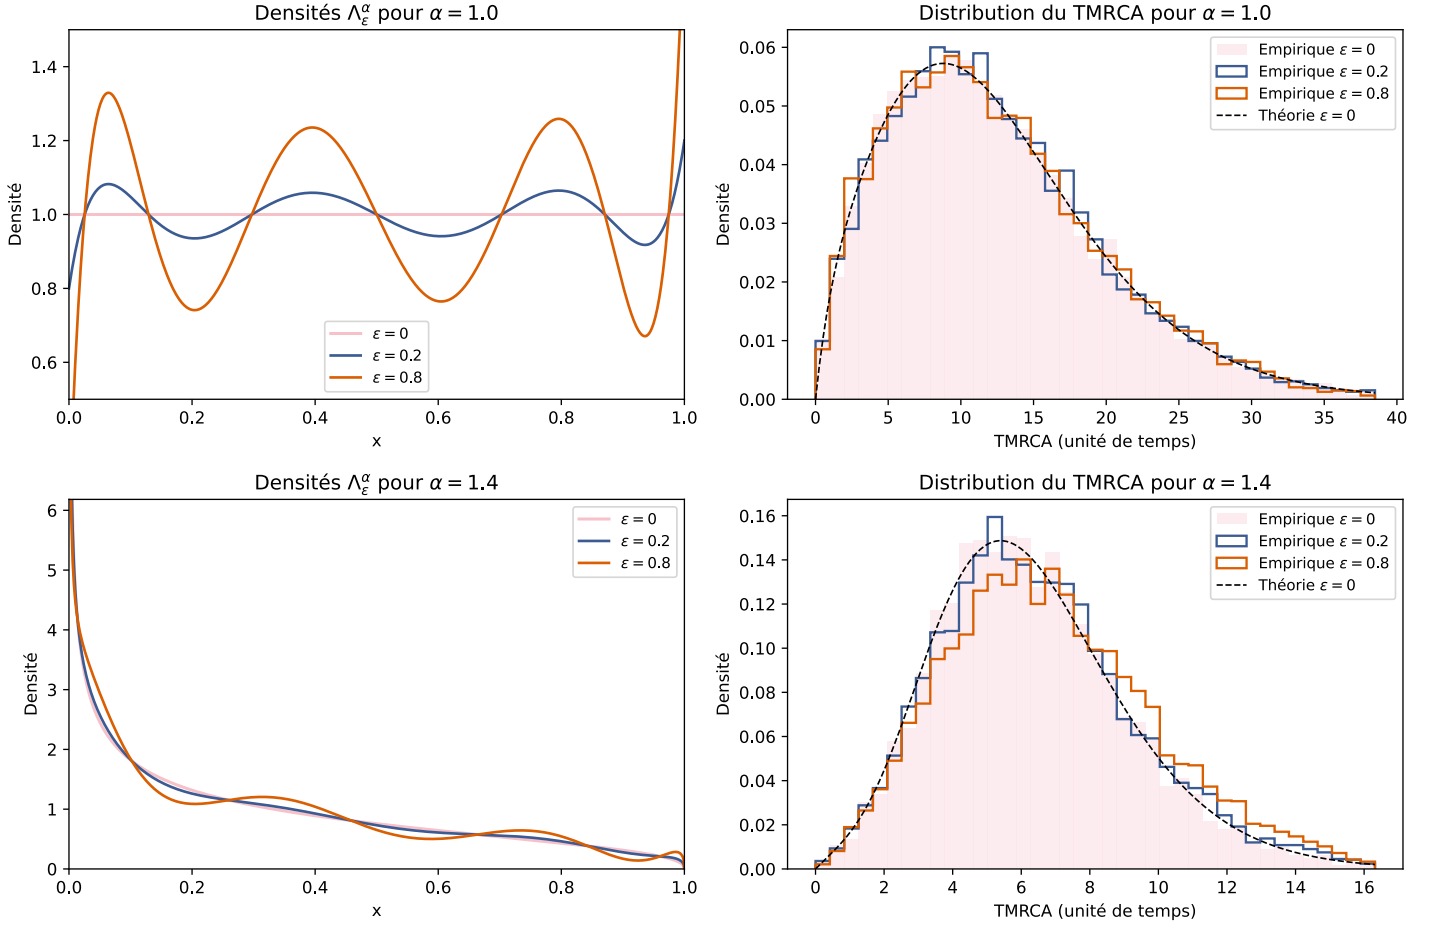 Densités Λ_ε^α pour α = 1.0
Densité
1.4
1.2
1.0
0.8
0.6
ε = 0
ε = 0.2
ε = 0.8
0.0 0.2 0.4 0.6 0.8 1.0
x
Distribution du TMRCA pour α = 1.0
Densité
0.06
0.05
0.04
0.03
0.02
0.01
0.00
Empirique ε = 0
Empirique ε = 0.2
Empirique ε = 0.8
Théorie ε = 0
0 5 10 15 20 25 30 35 40
TMRCA (unité de temps)
Densités Λ_ε^α pour α = 1.4
Densité
6
5
4
3
2
1
0
ε = 0
ε = 0.2
ε = 0.8
0.0 0.2 0.4 0.6 0.8 1.0
x
Distribution du TMRCA pour α = 1.4
Densité
0.16
0.14
0.12
0.10
0.08
0.06
0.04
0.02
0.00
Empirique ε = 0
Empirique ε = 0.2
Empirique ε = 0.8
Théorie ε = 0
0 2 4 6 8 10 12 14 16
TMRCA (unité de temps)